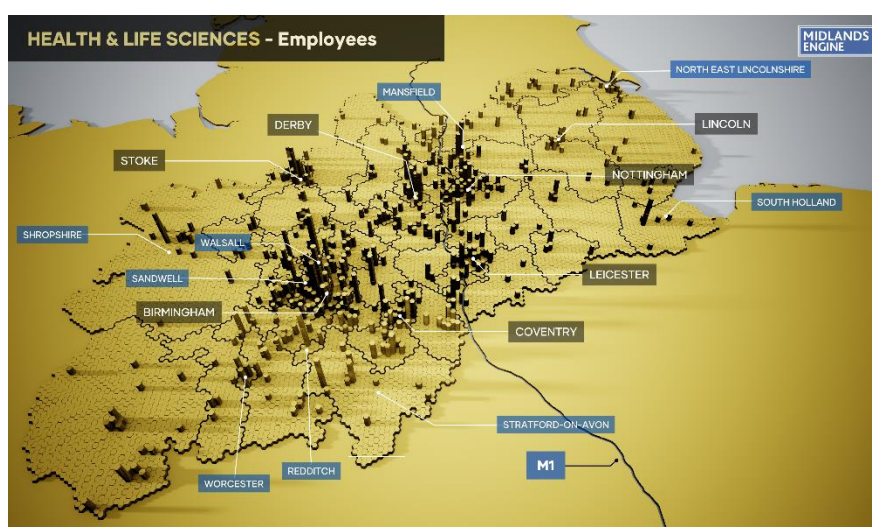 HEALTH & LIFE SCIENCES - Employees
MIDLANDS
ENGINE
NORTH EAST LINCOLNSHIRE
MANSFIELD
DERBY
LINCOLN
STOKE
NOTTINGHAM
SOUTH HOLLAND
SHROPSHIRE
WALSALL
SANDWELL
LEICESTER
BIRMINGHAM
COVENTRY
STRATFORD-ON-AVON
M1
REDDITCH
WORCESTER